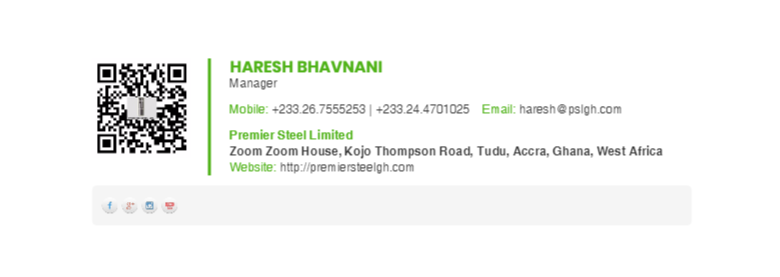 HARESH BHAVNANI
Manager
Mobile: +233.26.7555253 | +233.24.4701025 Email: haresh@pslgh.com
Premier Steel Limited
Zoom Zoom House, Kojo Thompson Road, Tudu, Accra, Ghana, West Africa
Website: http://premiersteelgh.com